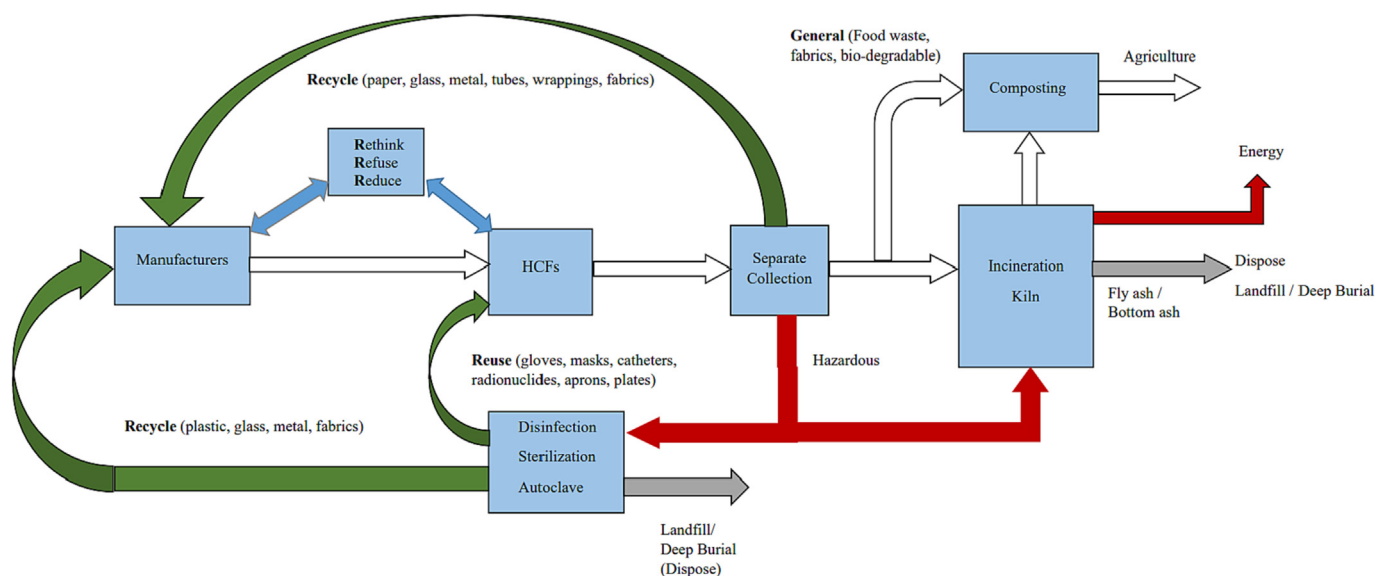 General (Food waste,
fabrics, bio-degradable)
Recycle (paper, glass, metal, tubes, wrappings, fabrics)
Composting
Agriculture
Rethink
Refuse
Reduce
Energy
Manufacturers
HCFs
Separate
Collection
Incineration
Kiln
Dispose
Landfill / Deep Burial
Fly ash /
Bottom ash
Reuse (gloves, masks, catheters,
radionuclides, aprons, plates)
Hazardous
Recycle (plastic, glass, metal, fabrics)
Disinfection
Sterilization
Autoclave
Landfill/
Deep Burial
(Dispose)